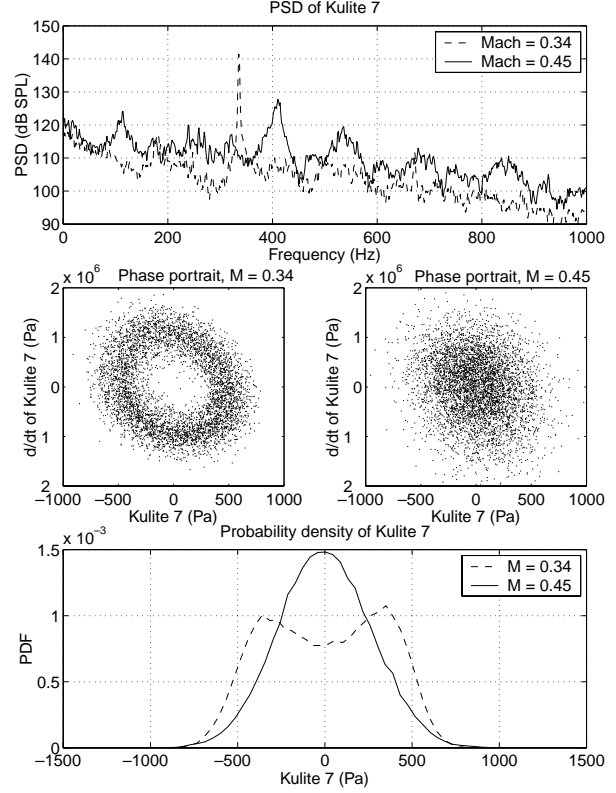 PSD of Kulite 7
150
140
130
120
110
100
90
PSD (dB SPL)
Mach = 0.34
Mach = 0.45
0 200 400 600 800 1000
Frequency (Hz)
x 10^6 Phase portrait, M = 0.34
2
1
0
1
2
d/dt of Kulite 7 (Pa)
−1000 −500 0 500 1000
Kulite 7 (Pa)
x 10^6 Phase portrait, M = 0.45
2
1
0
1
2
d/dt of Kulite 7 (Pa)
−1000 −500 0 500 1000
Kulite 7 (Pa)
x 10^−3 Probability density of Kulite 7
1.5
1
0.5
0
PDF
M = 0.34
M = 0.45
−1500 −1000 −500 0 500 1000 1500
Kulite 7 (Pa)